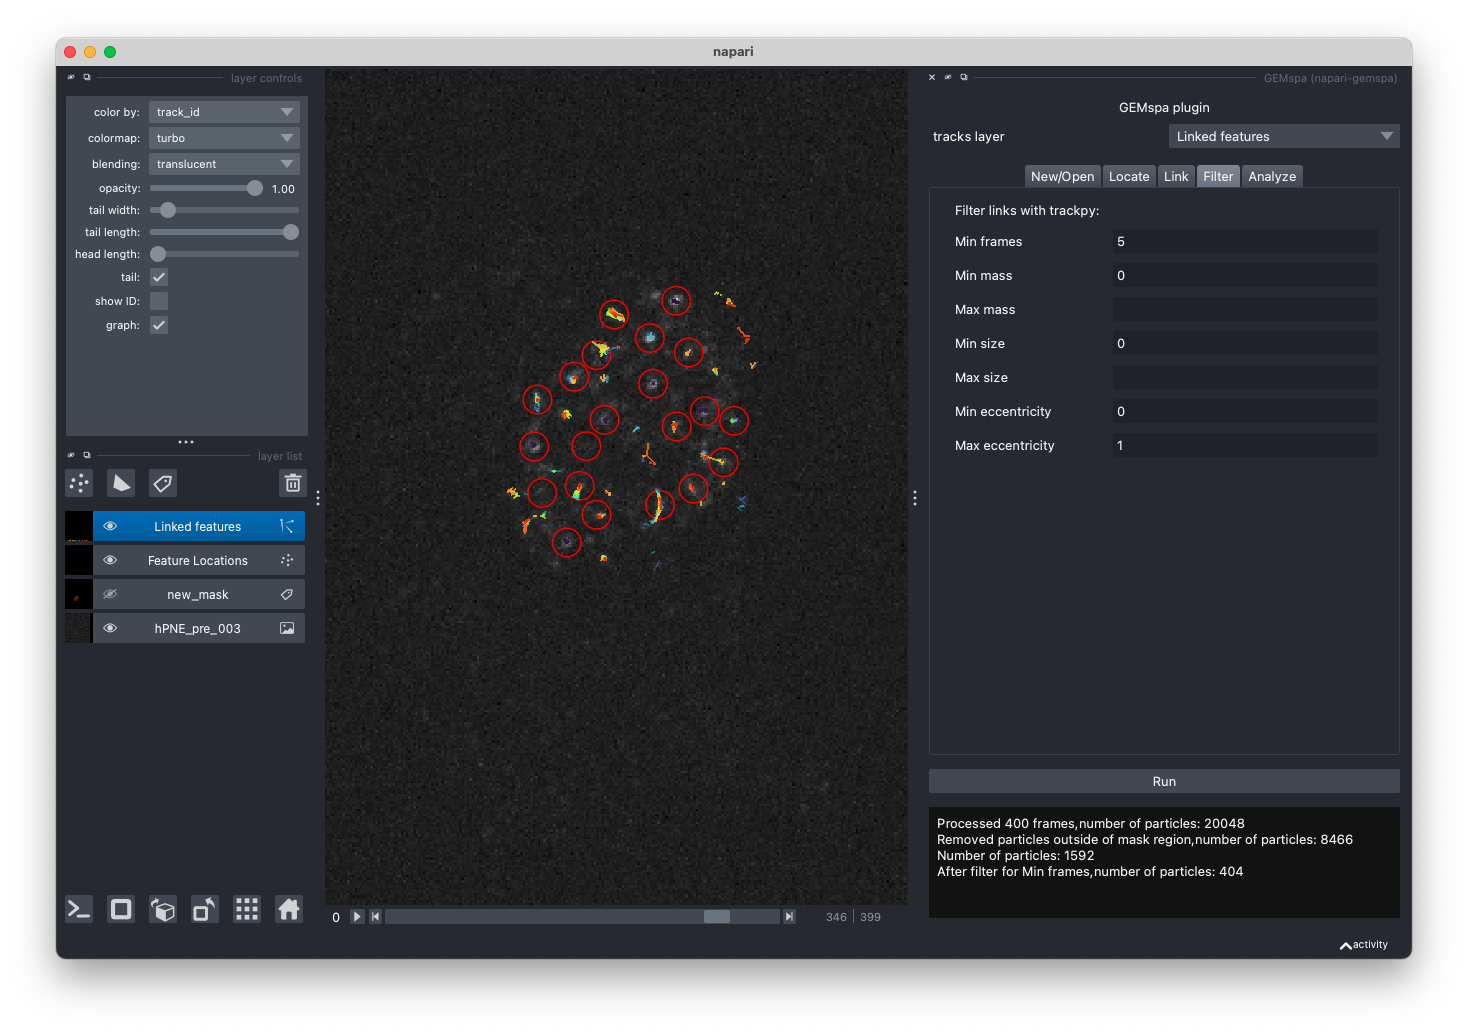 napari
layer controls
color by: track_id
colormap: turbo
blending: translucent
opacity: 1.00
tail width:
tail length:
head length:
tail:
show ID:
graph:
layer list
Linked features
Feature Locations
new_mask
hPNE_pre_003
0
346 399
GEMspa (napari-gemspa)
GEMspa plugin
tracks layer Linked features
New/Open Locate Link Filter Analyze
Filter links with trackpy:
Min frames 5
Min mass 0
Max mass
Min size 0
Max size
Min eccentricity 0
Max eccentricity 1
Run
Processed 400 frames,number of particles: 20048
Removed particles outside of mask region,number of particles: 8466
Number of particles: 1592
After filter for Min frames,number of particles: 404
activity